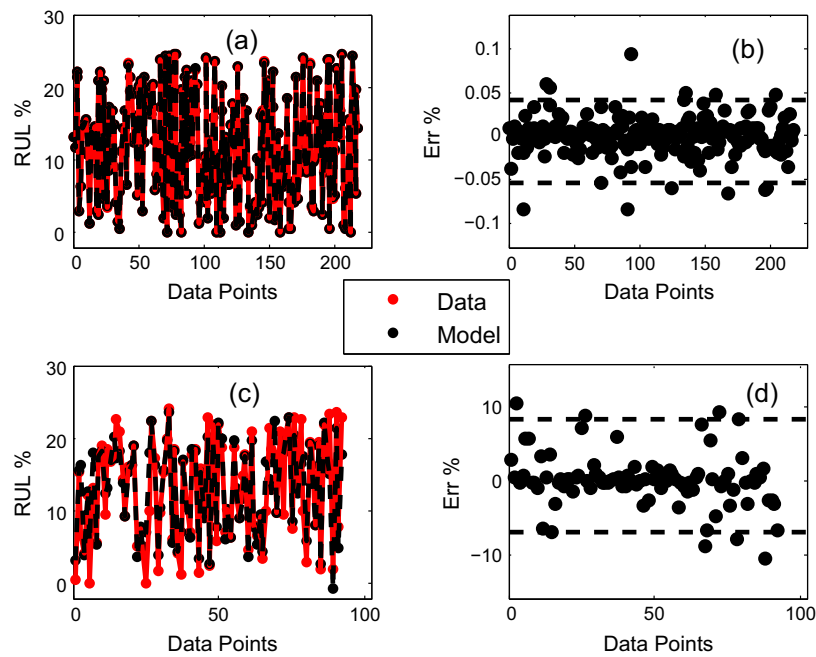 (a)
RUL %
30
20
10
0
0
50
100
150
200
Data Points
(b)
Err %
0.1
0.05
0
−0.05
−0.1
0
50
100
150
200
Data Points
Data
Model
(c)
RUL %
30
20
10
0
0
50
100
Data Points
(d)
Err %
10
0
−10
0
50
100
Data Points